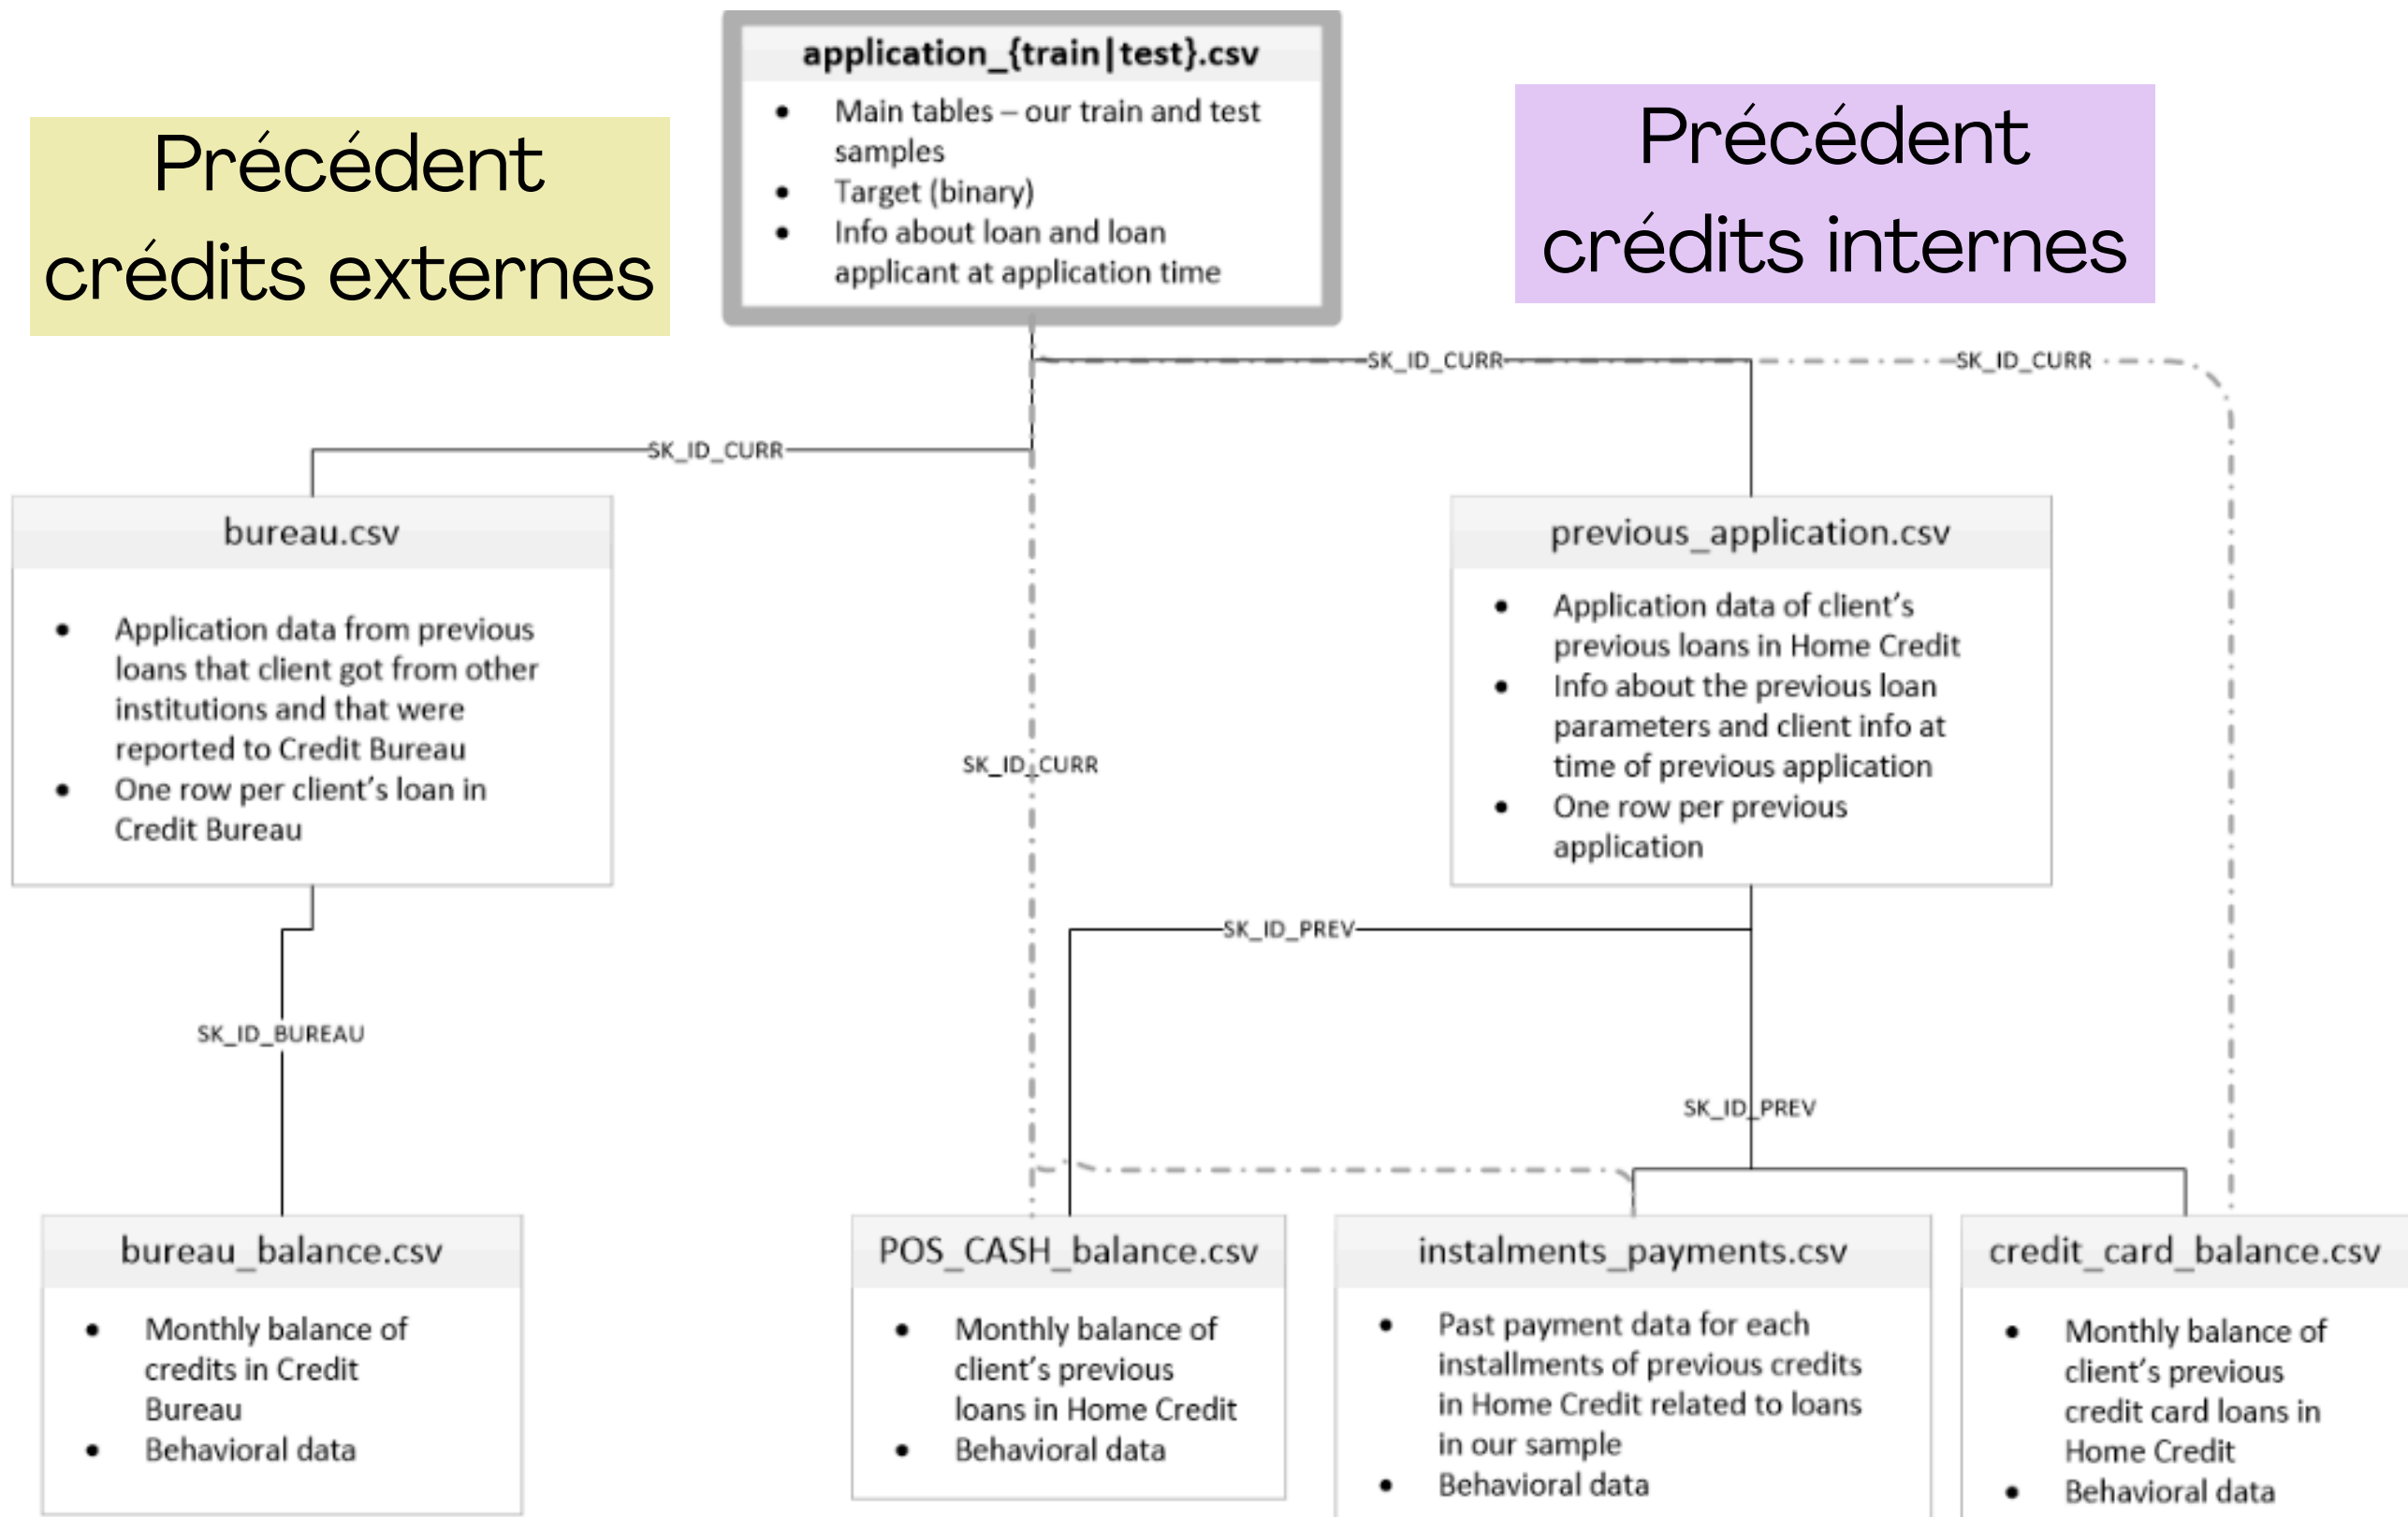 application_{train|test}.csv
• Main tables – our train and test
samples
• Target (binary)
• Info about loan and loan
applicant at application time
Précédent
crédits externes
Précédent
crédits internes
SK_ID_CURR
SK_ID_CURR
SK_ID_CURR
bureau.csv
• Application data from previous
loans that client got from other
institutions and that were
reported to Credit Bureau
• One row per client's loan in
Credit Bureau
SK_ID_CURR
previous_application.csv
• Application data of client's
previous loans in Home Credit
• Info about the previous loan
parameters and client info at
time of previous application
• One row per previous
application
SK_ID_PREV
SK_ID_BUREAU
SK_ID_PREV
bureau_balance.csv
• Monthly balance of
credits in Credit
Bureau
• Behavioral data
POS_CASH_balance.csv
• Monthly balance of
client's previous
loans in Home Credit
• Behavioral data
instalments_payments.csv
• Past payment data for each
installments of previous credits
in Home Credit related to loans
in our sample
• Behavioral data
credit_card_balance.csv
• Monthly balance of
client's previous
credit card loans in
Home Credit
• Behavioral data